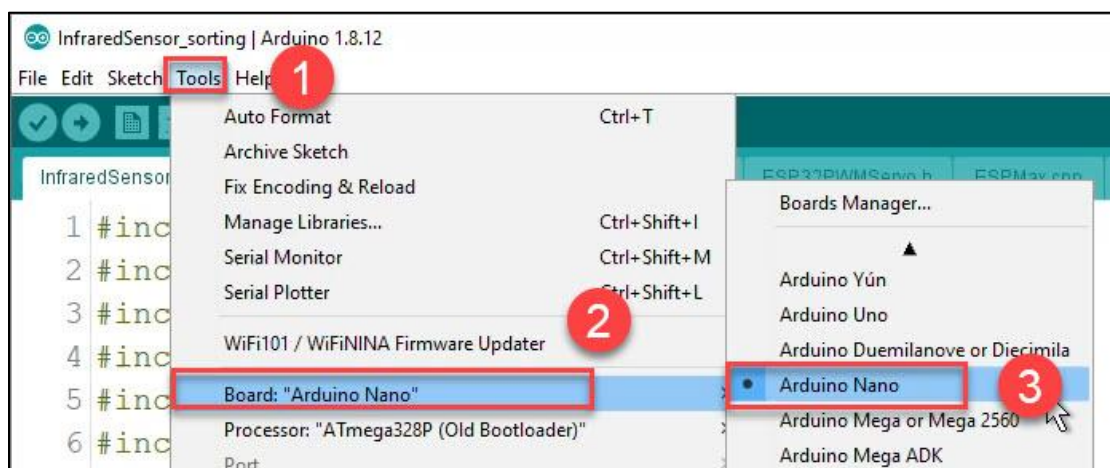 InfraredSensor_sorting | Arduino 1.8.12
File Edit Sketch Tools Help
1
Auto Format Ctrl+T
Archive Sketch
Fix Encoding & Reload
Manage Libraries... Ctrl+Shift+I
Serial Monitor Ctrl+Shift+M
Serial Plotter Ctrl+Shift+L
WiFi101 / WiFiNINA Firmware Updater
2
Board: "Arduino Nano"
Processor: "ATmega328P (Old Bootloader)"
Port
InfraredSensor
ESP32PWMServo.h ESPMax.cpp
Boards Manager...
Arduino Yún
Arduino Uno
Arduino Duemilanove or Diecimila
Arduino Nano
3
Arduino Mega or Mega 2560
Arduino Mega ADK
1 #inc
2 #inc
3 #inc
4 #inc
5 #inc
6 #inc